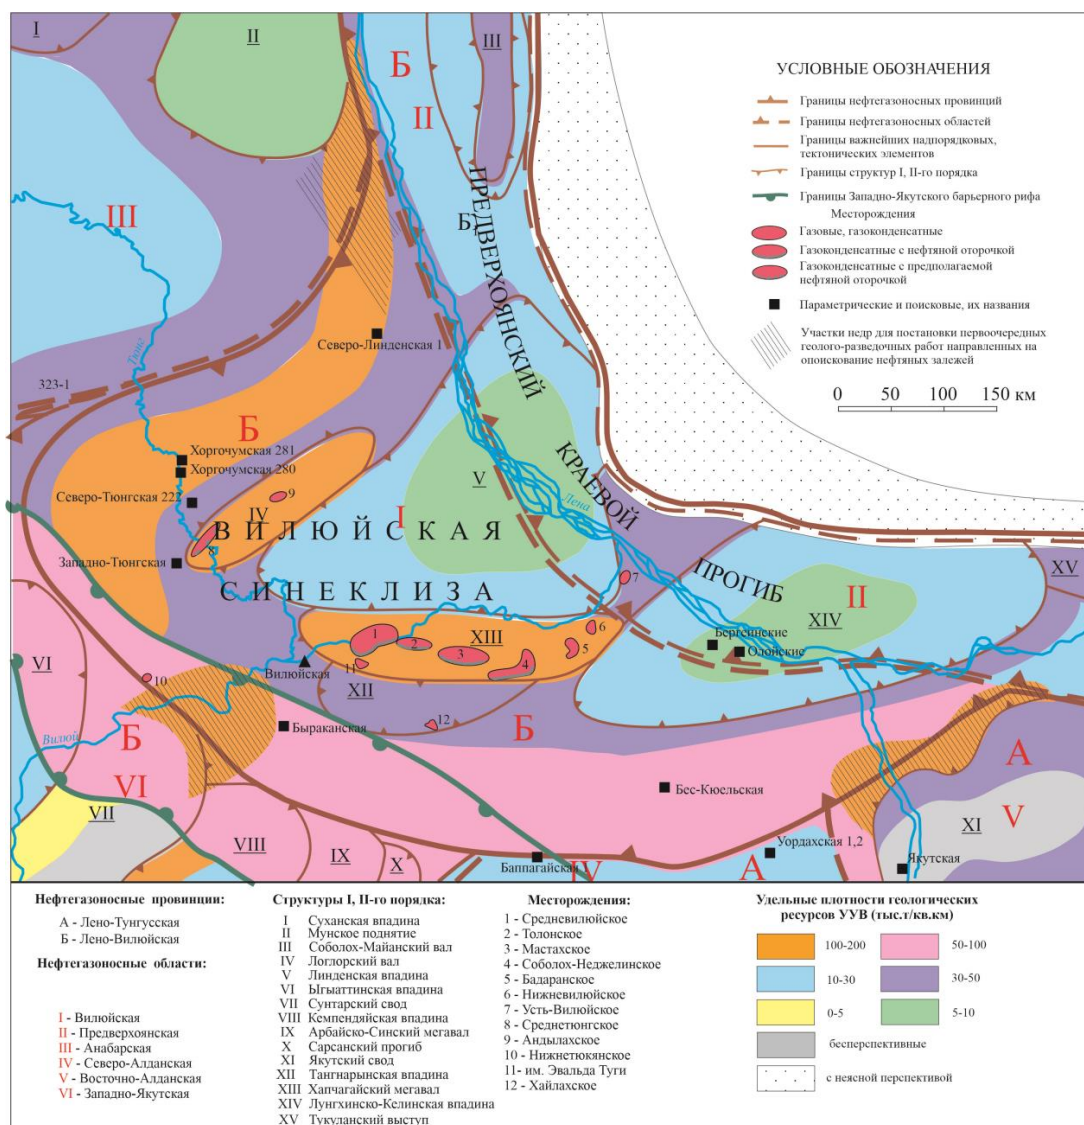 I
II
III
Б
II
УСЛОВНЫЕ ОБОЗНАЧЕНИЯ
Границы нефтегазоносных провинций
Границы нефтегазоносных областей
Границы важнейших надпорядковых,
тектонических элементов
Границы структур I, II-го порядка
Границы Западно-Якутского барьерного рифа
Месторождения
Газовые, газоконденсатные
Газоконденсатные с нефтяной оторочкой
Газоконденсатные с предполагаемой
нефтяной оторочкой
Параметрические и поисковые, их названия
Участки недр для постановки первоочередных
геолого-разведочных работ направленных на
опоискование нефтяных залежей
0 50 100 150 км
III
ПРЕДВЕРХОЯНСКИЙ
Б
Северо-Линденская 1
Тюнг
323-1
Б
Хоргочумская 281
Хоргочумская 280
Северо-Тюнгская 222
9
IV
I
V
КРАЕВОЙ
Лена
ВИЛЮЙСКАЯ
8
Западно-Тюнгская
СИНЕКЛИЗА
7
ПРОГИБ
XV
II
XIV
Бергеинские
Олойские
1
2
3
XIII
4
5
6
11
Вилюйская
VI
10
XII
12
Б
Быраканская
Вилюй
Б
VI
А
Бес-Кюельская
VII
VIII
IX
X
XI
V
Уордахская 1,2
Баппагайская 1
IV
А
Якутская
Нефтегазоносные провинции:
А - Лено-Тунгусская
Б - Лено-Вилюйская
Нефтегазоносные области:
I - Вилюйская
II - Предверхоянская
III - Анабарская
IV - Северо-Алданская
V - Восточно-Алданская
VI - Западно-Якутская
Структуры I, II-го порядка:
I Суханская впадина
II Мунское поднятие
III Соболох-Майанский вал
IV Логлорский вал
V Линденская впадина
VI Ыгыаттинская впадина
VII Сунтарский свод
VIII Кемпендяйская впадина
IX Арбайско-Синский мегавал
X Сарсанский прогиб
XI Якутский свод
XII Тангнарынская впадина
XIII Хапчагайский мегавал
XIV Лунгхинско-Келинская впадина
XV Тукуланский выступ
Месторождения:
1 - Средневилюйское
2 - Толонское
3 - Мастахское
4 - Соболох-Неджелинское
5 - Бадаранское
6 - Нижневилюйское
7 - Усть-Вилюйское
8 - Среднетюнгское
9 - Андылахское
10 - Нижнетюкянское
11- им. Эвальда Туги
12 - Хайлахское
Удельные плотности геологических
ресурсов УУВ (тыс.т/кв.км)
100-200
50-100
10-30
30-50
0-5
5-10
бесперспективные
с неясной перспективой